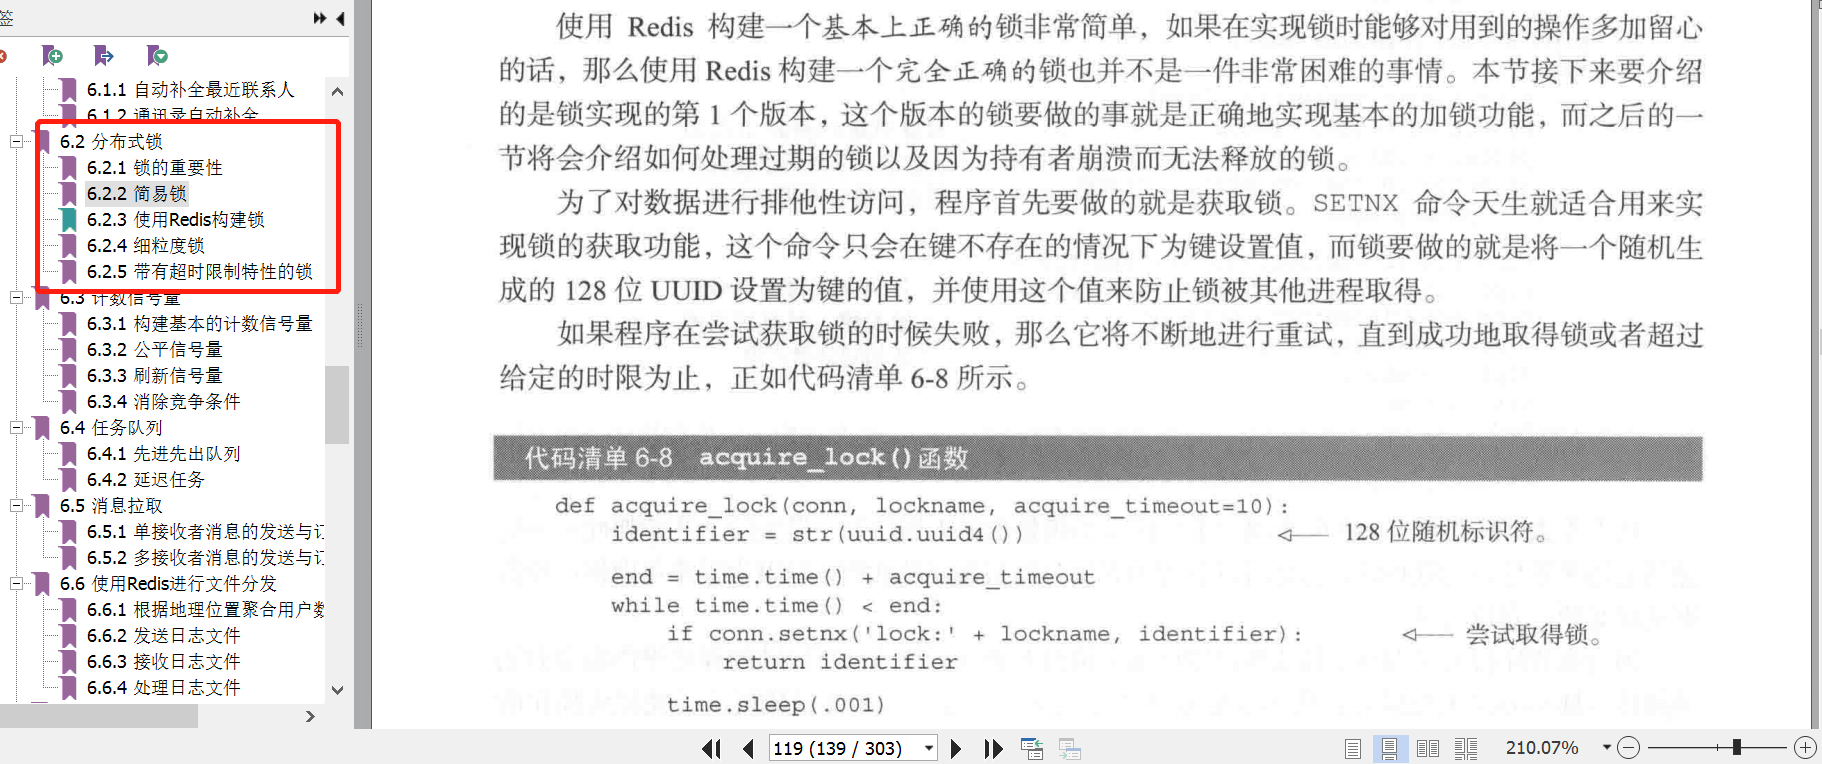 签
6.1.1 自动补全最近联系人
6.1.2 通讯录自动补全
6.2 分布式锁
6.2.1 锁的重要性
6.2.2 简易锁
6.2.3 使用Redis构建锁
6.2.4 细粒度锁
6.2.5 带有超时限制特性的锁
6.3 计数信号量
6.3.1 构建基本的计数信号量
6.3.2 公平信号量
6.3.3 刷新信号量
6.3.4 消除竞争条件
6.4 任务队列
6.4.1 先进先出队列
6.4.2 延迟任务
6.5 消息拉取
6.5.1 单接收者消息的发送与订
6.5.2 多接收者消息的发送与订
6.6 使用Redis进行文件分发
6.6.1 根据地理位置聚合用户数
6.6.2 发送日志文件
6.6.3 接收日志文件
6.6.4 处理日志文件
使用 Redis 构建一个基本上正确的锁非常简单，如果在实现锁时能够对用到的操作多加留心
的话，那么使用 Redis 构建一个完全正确的锁也并不是一件非常困难的事情。本节接下来要介绍
的是锁实现的第 1 个版本，这个版本的锁要做的事就是正确地实现基本的加锁功能，而之后的一
节将会介绍如何处理过期的锁以及因为持有者崩溃而无法释放的锁。
为了对数据进行排他性访问，程序首先要做的就是获取锁。SETNX 命令天生就适合用来实
现锁的获取功能，这个命令只会在键不存在的情况下为键设置值，而锁要做的就是将一个随机生
成的 128 位 UUID 设置为键的值，并使用这个值来防止锁被其他进程取得。
如果程序在尝试获取锁的时候失败，那么它将不断地进行重试，直到成功地取得锁或者超过
给定的时限为止，正如代码清单 6-8 所示。
代码清单 6-8 acquire_lock()函数
def acquire_lock(conn, lockname, acquire_timeout=10):
identifier = str(uuid.uuid4()) 128 位随机标识符。
end = time.time() + acquire_timeout
while time.time() < end:
if conn.setnx('lock:' + lockname, identifier): 尝试取得锁。
return identifier
time.sleep(.001)
119 (139 / 303) 210.07%